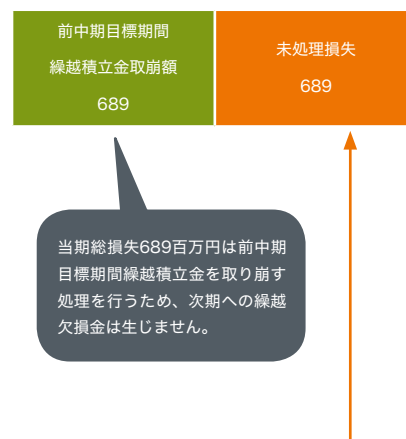 前中期目標期間
繰越積立金取崩額
689
未処理損失
689
当期総損失689百万円は前中期
目標期間繰越積立金を取り崩す
処理を行うため、次期への繰越
欠損金は生じません。